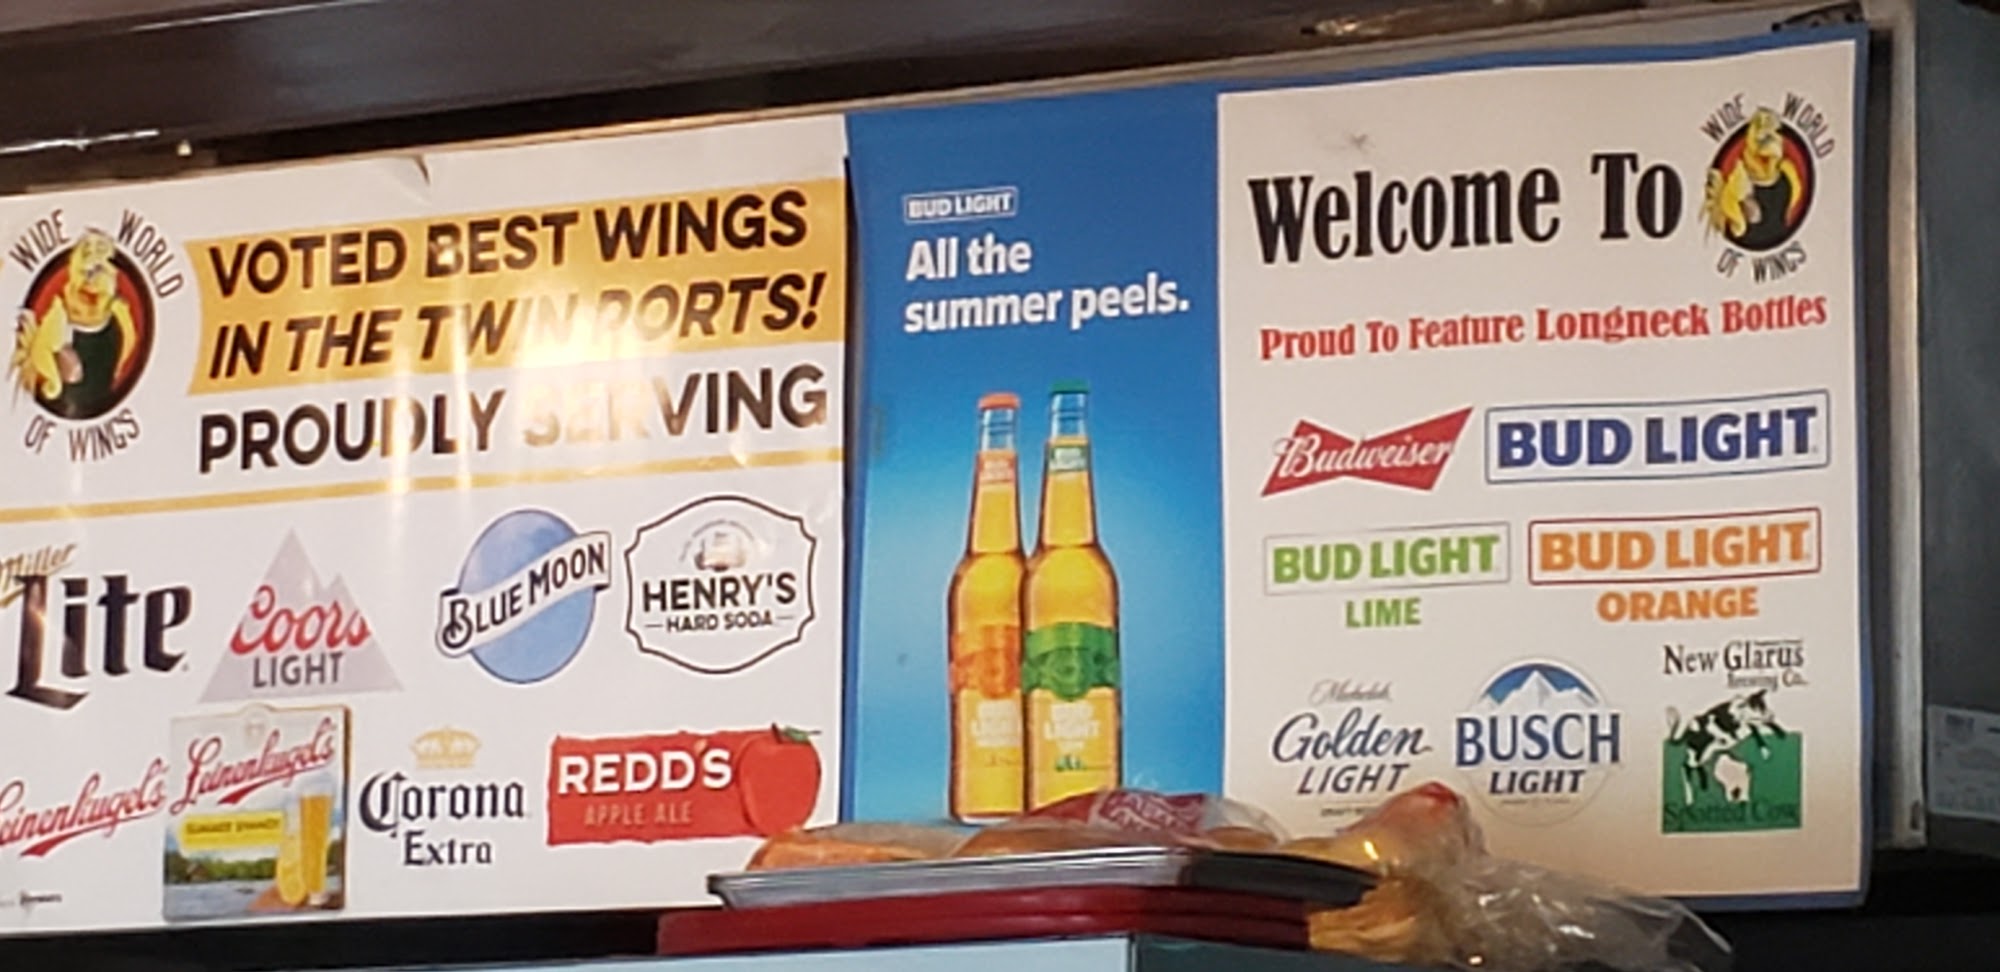 WIDE WORLD
OF WINGS
VOTED BEST WINGS
IN THE TWIN PORTS!
PROUDLY SERVING
Miller
Lite
Coors
LIGHT
BLUE MOON
HENRY'S
HARD SODA
Leinenkugel's
REDD'S
APPLE ALE
Corona
Extra
BUD LIGHT
All the
summer peels.
Welcome To
WIDE WORLD
OF WINGS
Proud To Feature Longneck Bottles
Budweiser
BUD LIGHT
BUD LIGHT
LIME
BUD LIGHT
ORANGE
Michelob
Golden
LIGHT
BUSCH
LIGHT
New Glarus
Brewing Co.
Spotted Cow